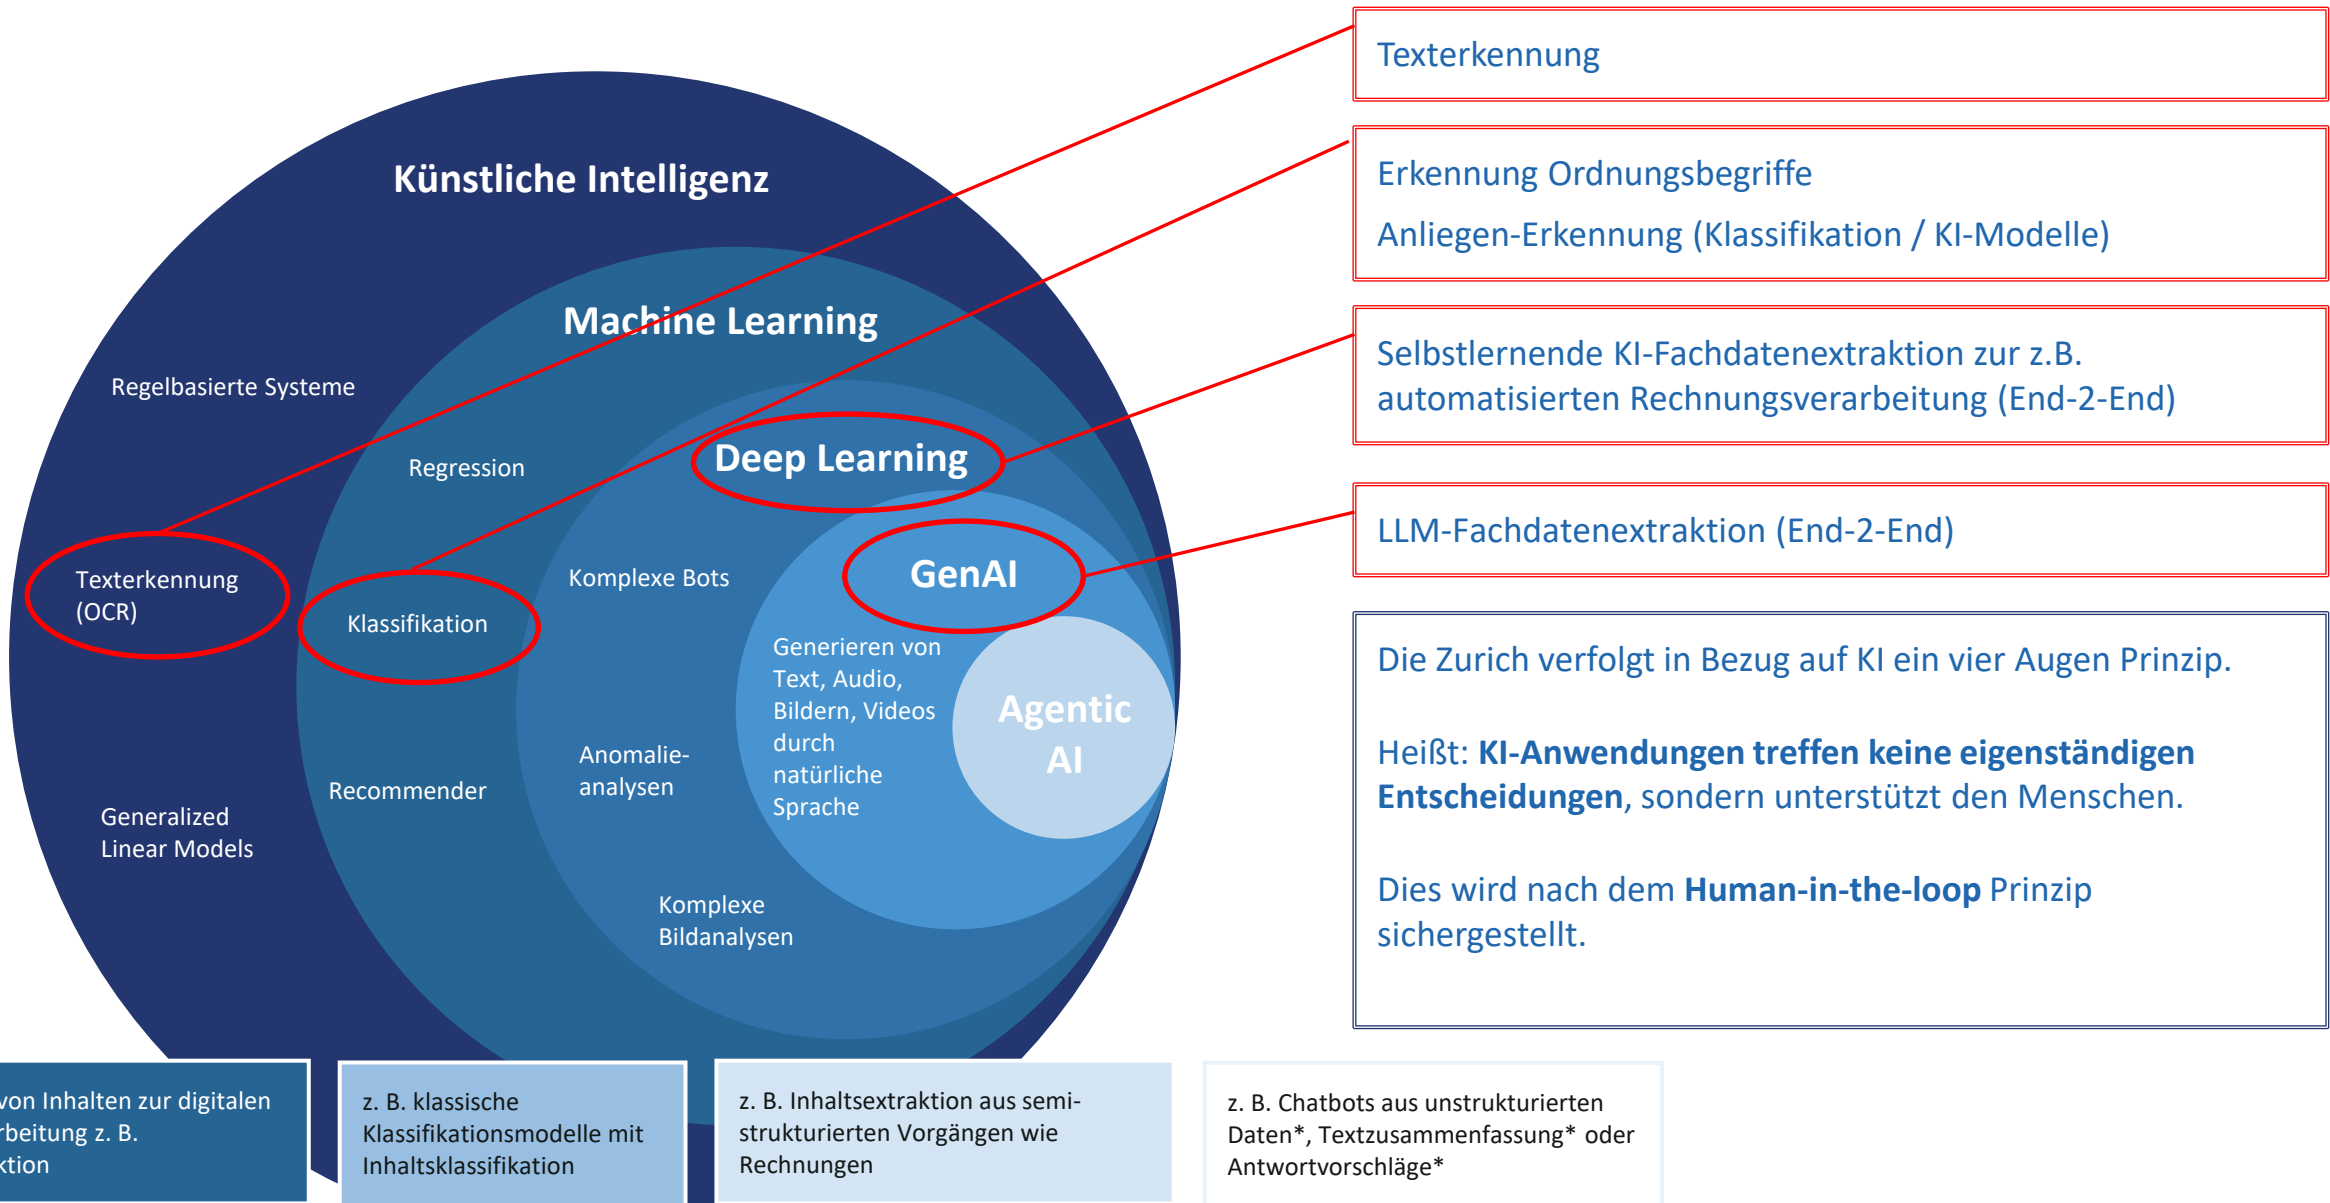 Künstliche Intelligenz
Machine Learning
Regelbasierte Systeme
Deep Learning
Regression
GenAI
Texterkennung
(OCR)
Komplexe Bots
Klassifikation
Generieren von
Text, Audio,
Bildern, Videos
durch
natürliche
Sprache
Agentic
AI
Anomalie-
analysen
Recommender
Generalized
Linear Models
Komplexe
Bildanalysen
Texterkennung
Erkennung Ordnungsbegriffe
Anliegen-Erkennung (Klassifikation / KI-Modelle)
Selbstlernende KI-Fachdatenextraktion zur z.B.
automatisierten Rechnungsverarbeitung (End-2-End)
LLM-Fachdatenextraktion (End-2-End)
Die Zurich verfolgt in Bezug auf KI ein vier Augen Prinzip.
Heißt: KI-Anwendungen treffen keine eigenständigen
Entscheidungen, sondern unterstützt den Menschen.
Dies wird nach dem Human-in-the-loop Prinzip
sichergestellt.
von Inhalten zur digitalen
rbeitung z. B.
ktion
z. B. klassische
Klassifikationsmodelle mit
Inhaltsklassifikation
z. B. Inhaltsextraktion aus semi-
strukturierten Vorgängen wie
Rechnungen
z. B. Chatbots aus unstrukturierten
Daten*, Textzusammenfassung* oder
Antwortvorschläge*